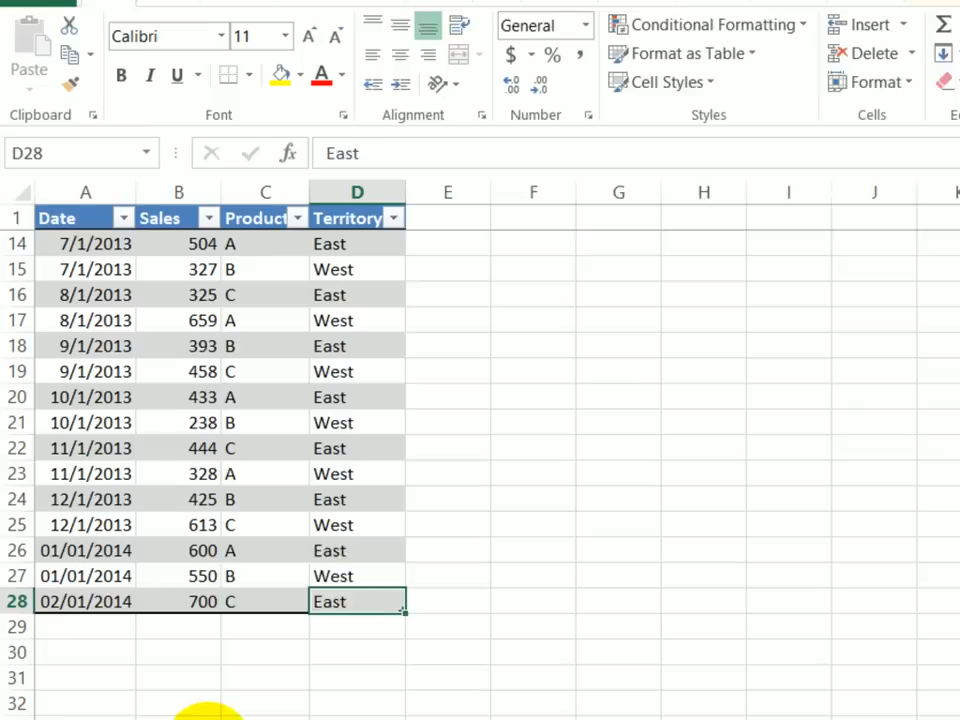 Calibri 11 General Conditional Formatting Insert
$ % , Format as Table Delete
Paste B I U A Cell Styles Format
Clipboard Font Alignment Number Styles Cells
D28 fx East
A B C D E F G H I J
1 Date Sales Product Territory
14 7/1/2013 504 A East
15 7/1/2013 327 B West
16 8/1/2013 325 C East
17 8/1/2013 659 A West
18 9/1/2013 393 B East
19 9/1/2013 458 C West
20 10/1/2013 433 A East
21 10/1/2013 238 B West
22 11/1/2013 444 C East
23 11/1/2013 328 A West
24 12/1/2013 425 B East
25 12/1/2013 613 C West
26 01/01/2014 600 A East
27 01/01/2014 550 B West
28 02/01/2014 700 C East
29
30
31
32